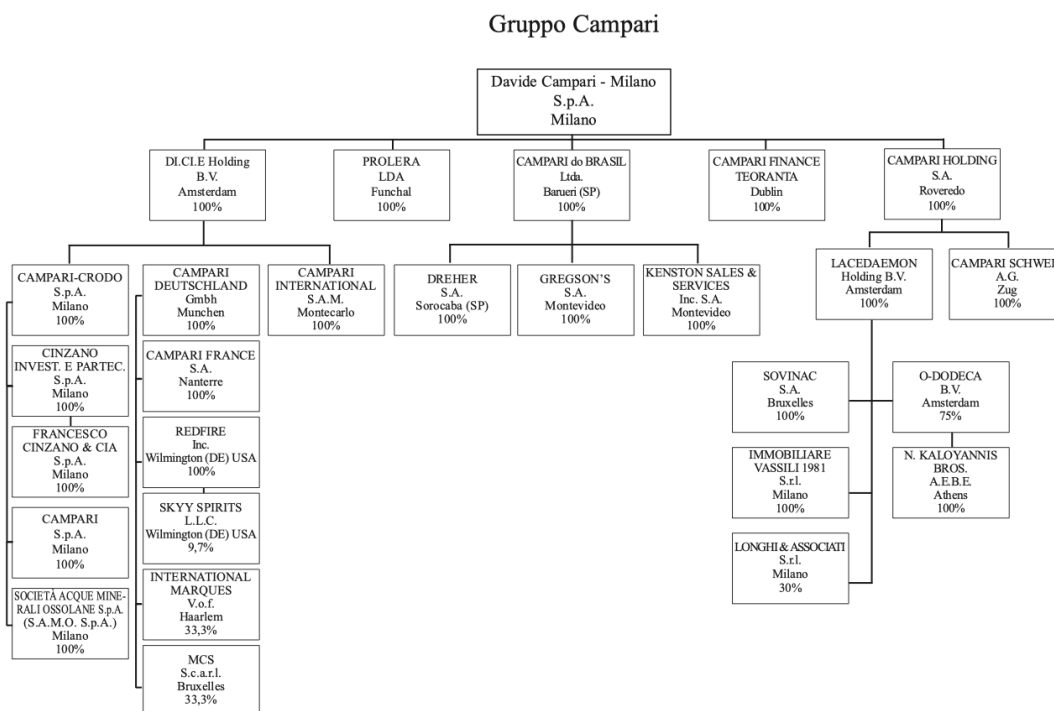 Gruppo Campari
Davide Campari - Milano
S.p.A.
Milano
DI.CI.E Holding
B.V.
Amsterdam
100%
PROLERA
LDA
Funchal
100%
CAMPARI do BRASIL
Ltda.
Barueri (SP)
100%
CAMPARI FINANCE
TEORANTA
Dublin
100%
CAMPARI HOLDING
S.A.
Roveredo
100%
CAMPARI-CRODO
S.p.A.
Milano
100%
CINZANO
INVEST. E PARTEC.
S.p.A.
Milano
100%
FRANCESCO
CINZANO & CIA
S.p.A.
Milano
100%
CAMPARI
S.p.A.
Milano
100%
SOCIETÀ ACQUE MINE-
RALI OSSOLANE S.p.A.
(S.A.M.O. S.p.A.)
Milano
100%
CAMPARI
DEUTSCHLAND
Gmbh
Munchen
100%
CAMPARI FRANCE
S.A.
Nanterre
100%
REDFIRE
Inc.
Wilmington (DE) USA
100%
SKYY SPIRITS
L.L.C.
Wilmington (DE) USA
9,7%
INTERNATIONAL
MARQUES
V.o.f.
Haarlem
33,3%
MCS
S.c.a.r.l.
Bruxelles
33,3%
CAMPARI
INTERNATIONAL
S.A.M.
Montecarlo
100%
DREHER
S.A.
Sorocaba (SP)
100%
GREGSON'S
S.A.
Montevideo
100%
KENSTON SALES &
SERVICES
Inc. S.A.
Montevideo
100%
LACEDAEMON
Holding B.V.
Amsterdam
100%
CAMPARI SCHWEI
A.G.
Zug
100%
SOVINAC
S.A.
Bruxelles
100%
O-DODECA
B.V.
Amsterdam
75%
IMMOBILIARE
VASSILI 1981
S.r.l.
Milano
100%
N. KALOYANNIS
BROS.
A.E.B.E.
Athens
100%
LONGHI & ASSOCIATI
S.r.l.
Milano
30%